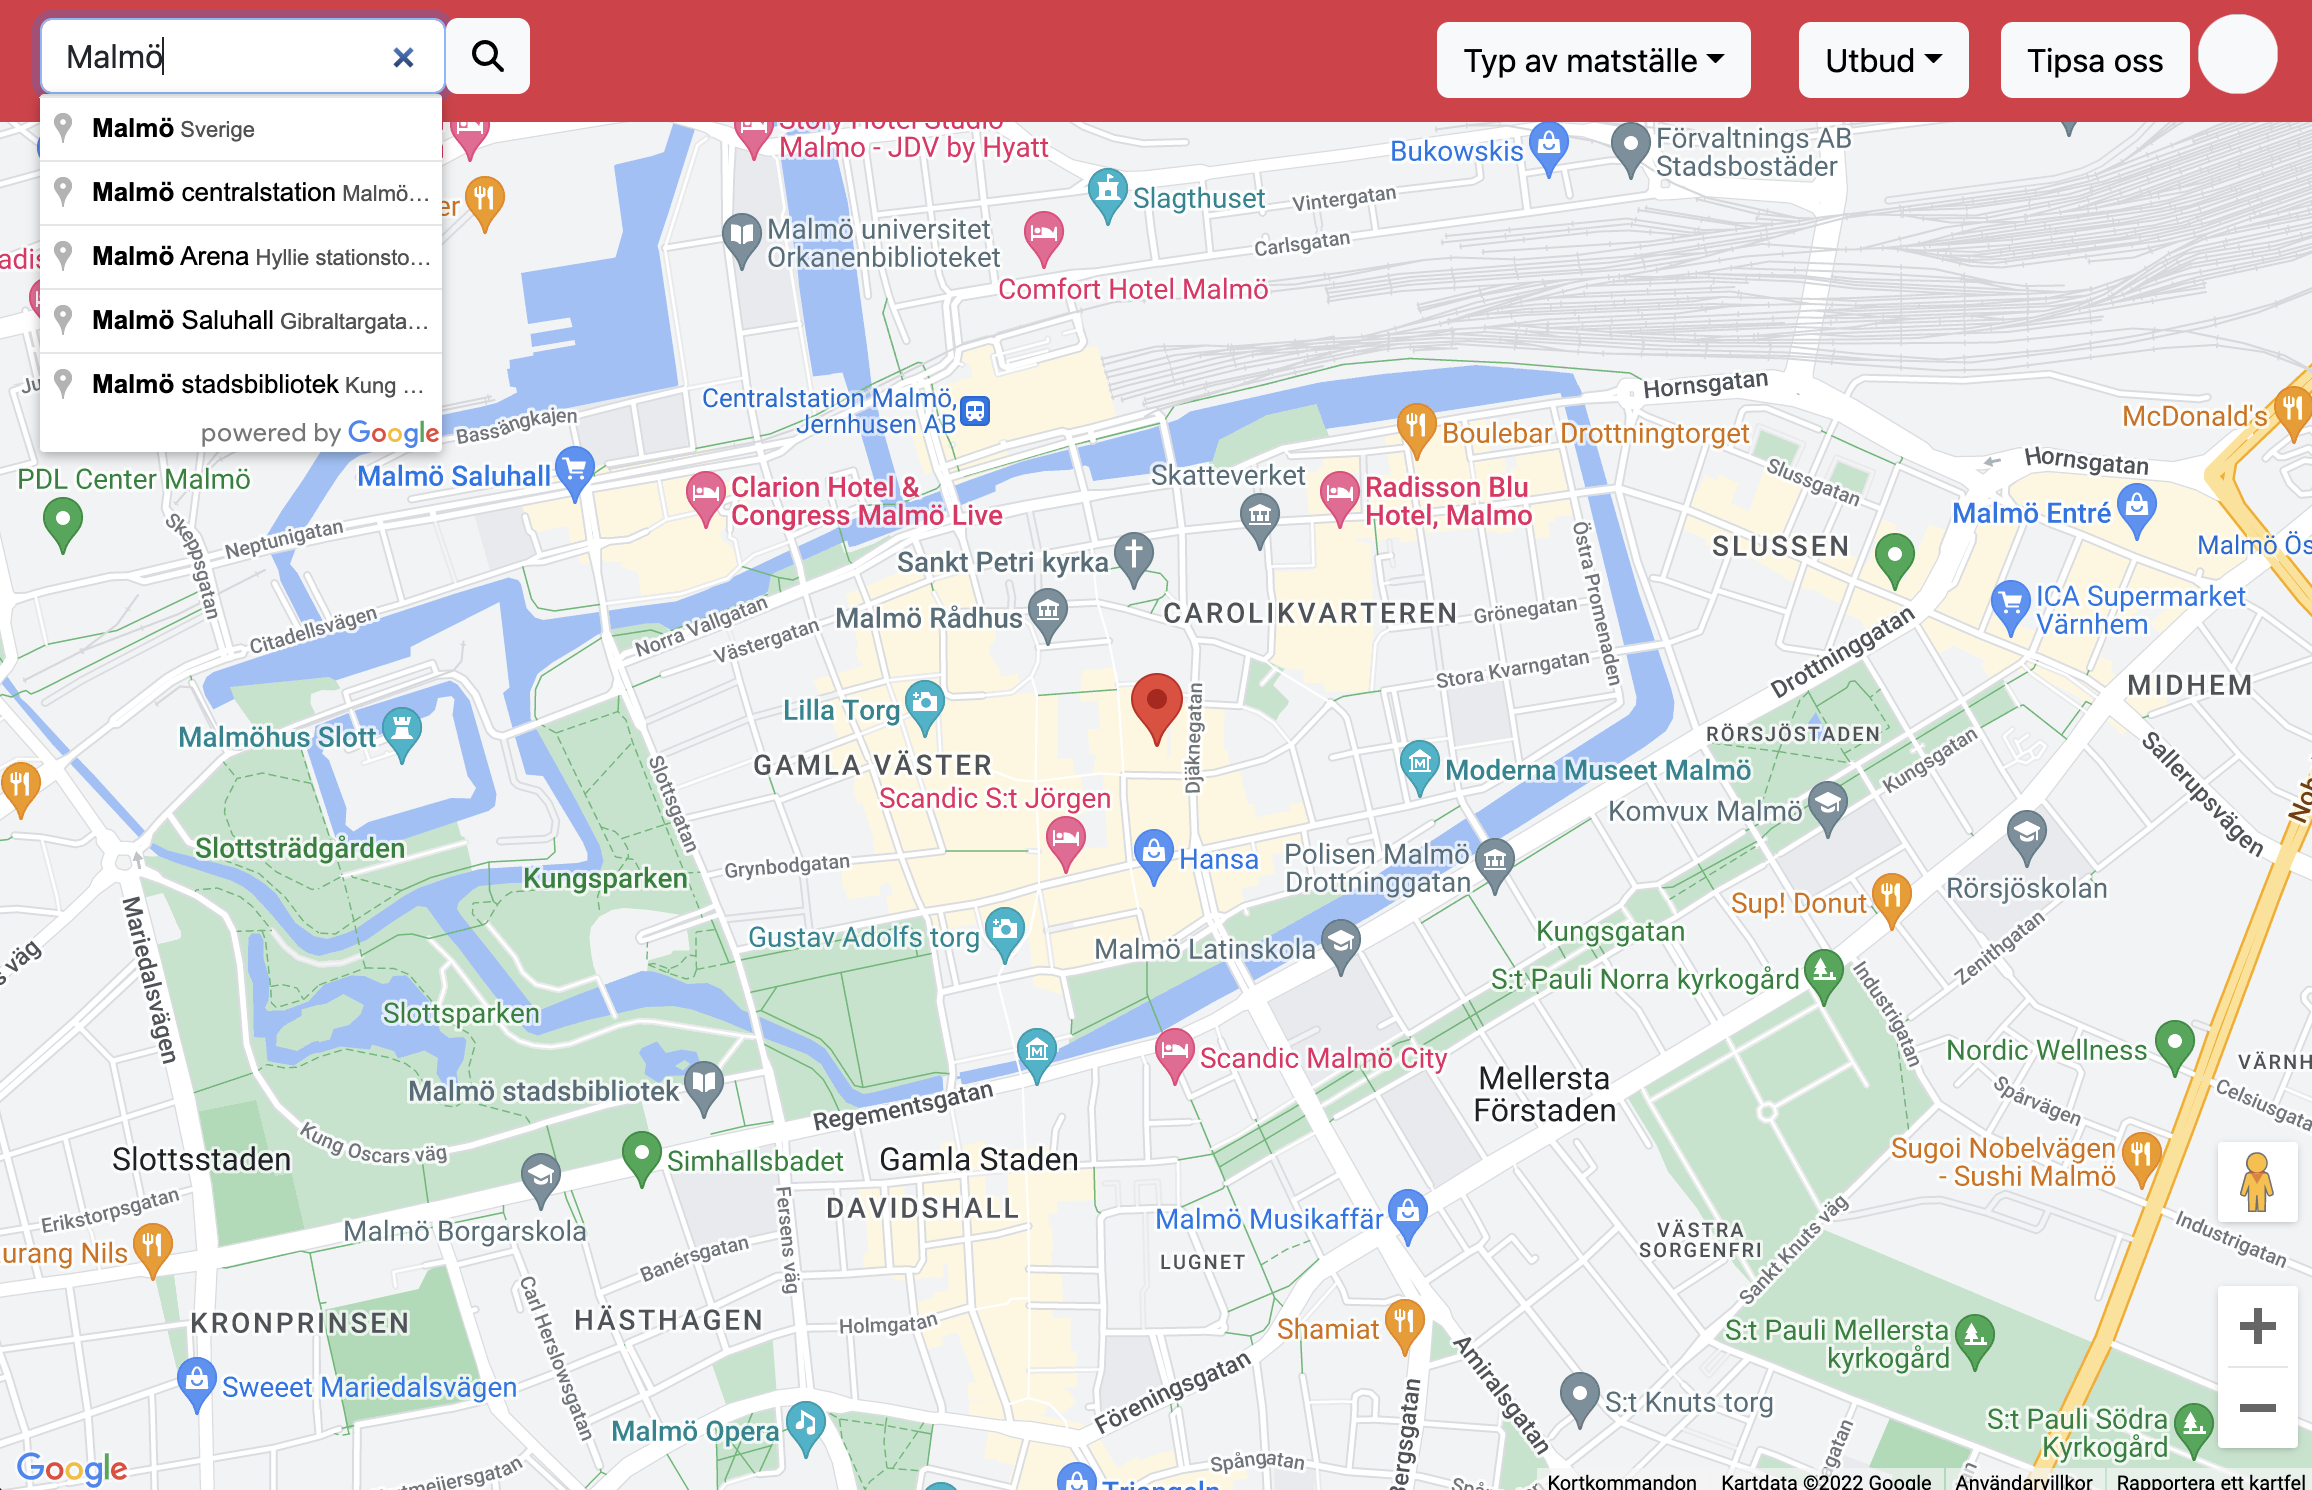 Malmö
Typ av matställe
Utbud
Tipsa oss
Malmö Sverige
Malmö centralstation Malmö...
Malmö Arena Hyllie stationsto...
Malmö Saluhall Gibraltargata...
Malmö stadsbibliotek Kung ...
powered by Google
Story Hotel Studio
Malmo - JDV by Hyatt
Bukowskis
Förvaltnings AB
Stadsbostäder
Slagthuset
Vintergatan
Carlsgatan
Malmö universitet
Orkanenbiblioteket
Comfort Hotel Malmö
Centralstation Malmö,
Jernhusen AB
Bassängkajen
Hornsgatan
McDonald's
Boulebar Drottningtorget
Hornsgatan
Slussgatan
PDL Center Malmö
Malmö Saluhall
Clarion Hotel &
Congress Malmö Live
Skatteverket
Radisson Blu
Hotel, Malmo
Malmö Entré
SLUSSEN
Malmö Ös
Skeppsgatan
Neptunigatan
Sankt Petri kyrka
Östra Promenaden
ICA Supermarket
Värnhem
Citadellsvägen
Norra Vallgatan
Västergatan
Malmö Rådhus
CAROLIKVARTEREN
Grönegatan
Stora Kvarngatan
Drottninggatan
MIDHEM
Malmöhus Slott
Lilla Torg
Djäknegatan
RÖRSJÖSTADEN
Kungsgatan
Sallerupsvägen
GAMLA VÄSTER
Slottsgatan
Scandic S:t Jörgen
Moderna Museet Malmö
Komvux Malmö
Nob
Slottsträdgården
Kungsparken
Grynbodgatan
Hansa
Polisen Malmö
Drottninggatan
Rörsjöskolan
Sup! Donut
Mariedalsvägen
s väg
Gustav Adolfs torg
Malmö Latinskola
Kungsgatan
S:t Pauli Norra kyrkogård
Zenithgatan
Industrigatan
Slottsparken
Malmö stadsbibliotek
Regementsgatan
Scandic Malmö City
Mellersta
Förstaden
Nordic Wellness
VÄRNH
Celsiusgata
Spårvägen
Slottsstaden
Kung Oscars väg
Simhallsbadet
Gamla Staden
Sugoi Nobelvägen
- Sushi Malmö
Erikstorpsgatan
Malmö Borgarskola
Fersens väg
DAVIDSHALL
Malmö Musikaffär
VÄSTRA
SORGENFRI
Sankt Knuts väg
Industrigatan
urang Nils
Banérsgatan
LUGNET
KRONPRINSEN
Carl Herslowsgatan
HÄSTHAGEN
Holmgatan
Shamiat
S:t Pauli Mellersta
kyrkogård
Sweeet Mariedalsvägen
Föreningsgatan
Amiralsgatan
S:t Knuts torg
Malmö Opera
Bergsgatan
S:t Pauli Södra
Kyrkogård
Spångatan
Google
Triangeln
Kortkommandon
Kartdata ©2022 Google
Användarvillkor
Rapportera ett kartfel